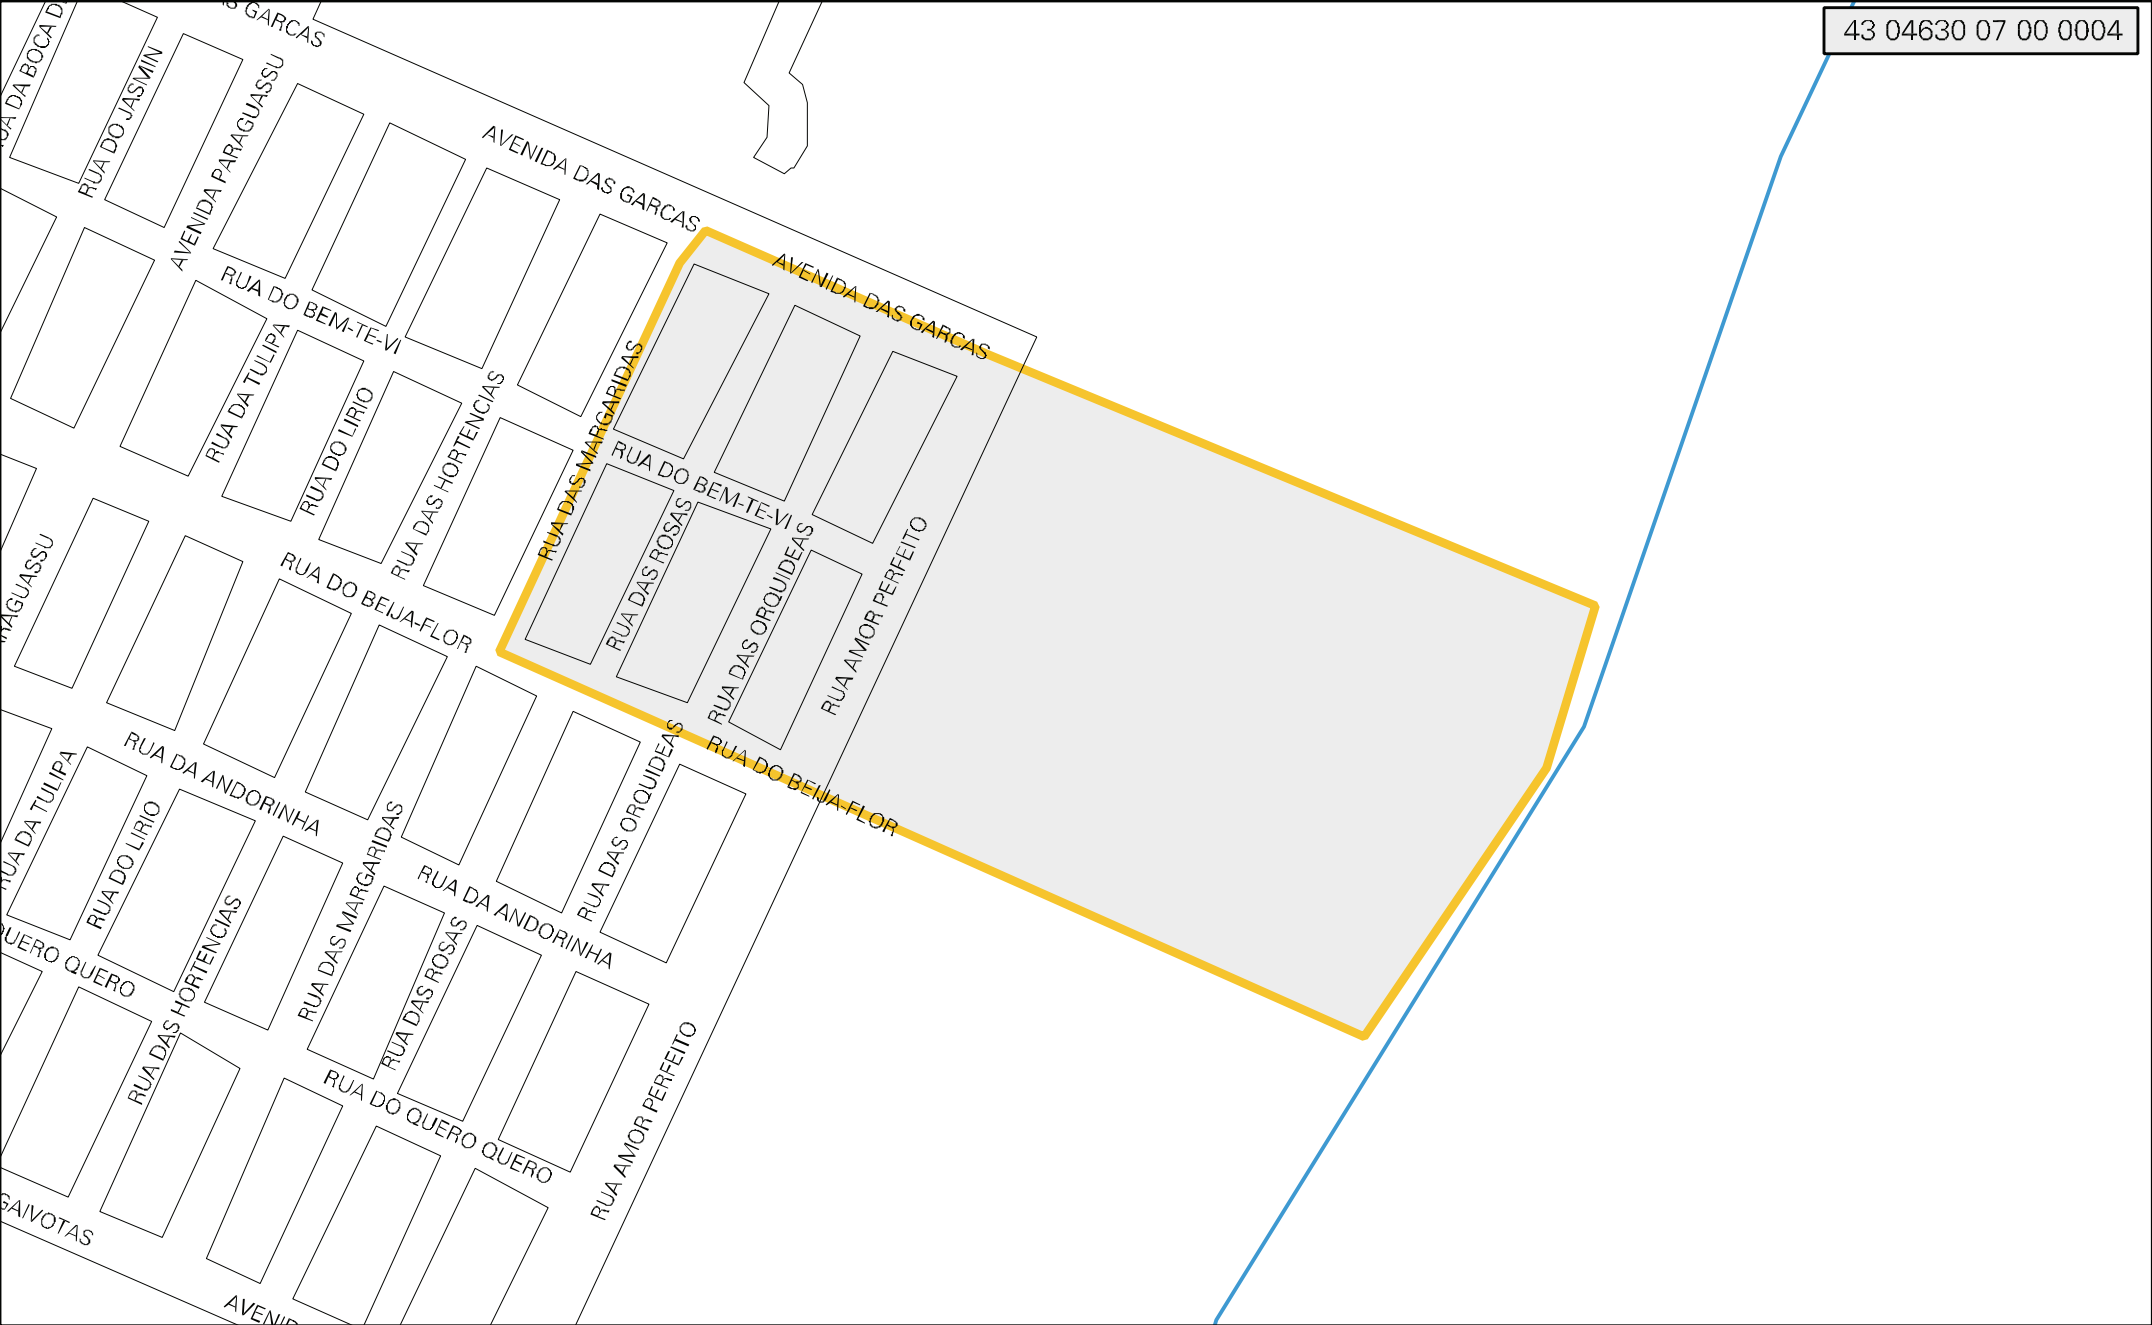 43 04630 07 00 0004
GARCAS
RUA DO JASMIN
AVENIDA PARAGUASSU
AVENIDA DAS GARCAS
AVENIDA DAS GARCAS
RUA DO BEM-TE-VI
RUA DA TULIPA
RUA DO LIRIO
RUA DAS HORTENCIAS
RUA DAS MARGARIDAS
RUA DO BEM-TE-VI
RUA DAS ROSAS
RUA DAS ORQUIDEAS
RUA AMOR PERFEITO
RUA DO BEIJA-FLOR
RUA DO BEIJA-FLOR
RUA DA ANDORINHA
RUA DA TULIPA
RUA DO LIRIO
RUA DAS HORTENCIAS
RUA DAS MARGARIDAS
RUA DA ANDORINHA
RUA DAS ROSAS
RUA DAS ORQUIDEAS
QUERO QUERO
RUA DO QUERO QUERO
RUA AMOR PERFEITO
GAIVOTAS